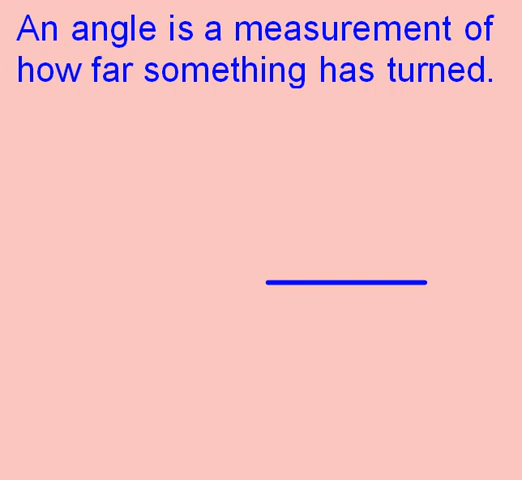 An angle is a measurement of
how far something has turned.